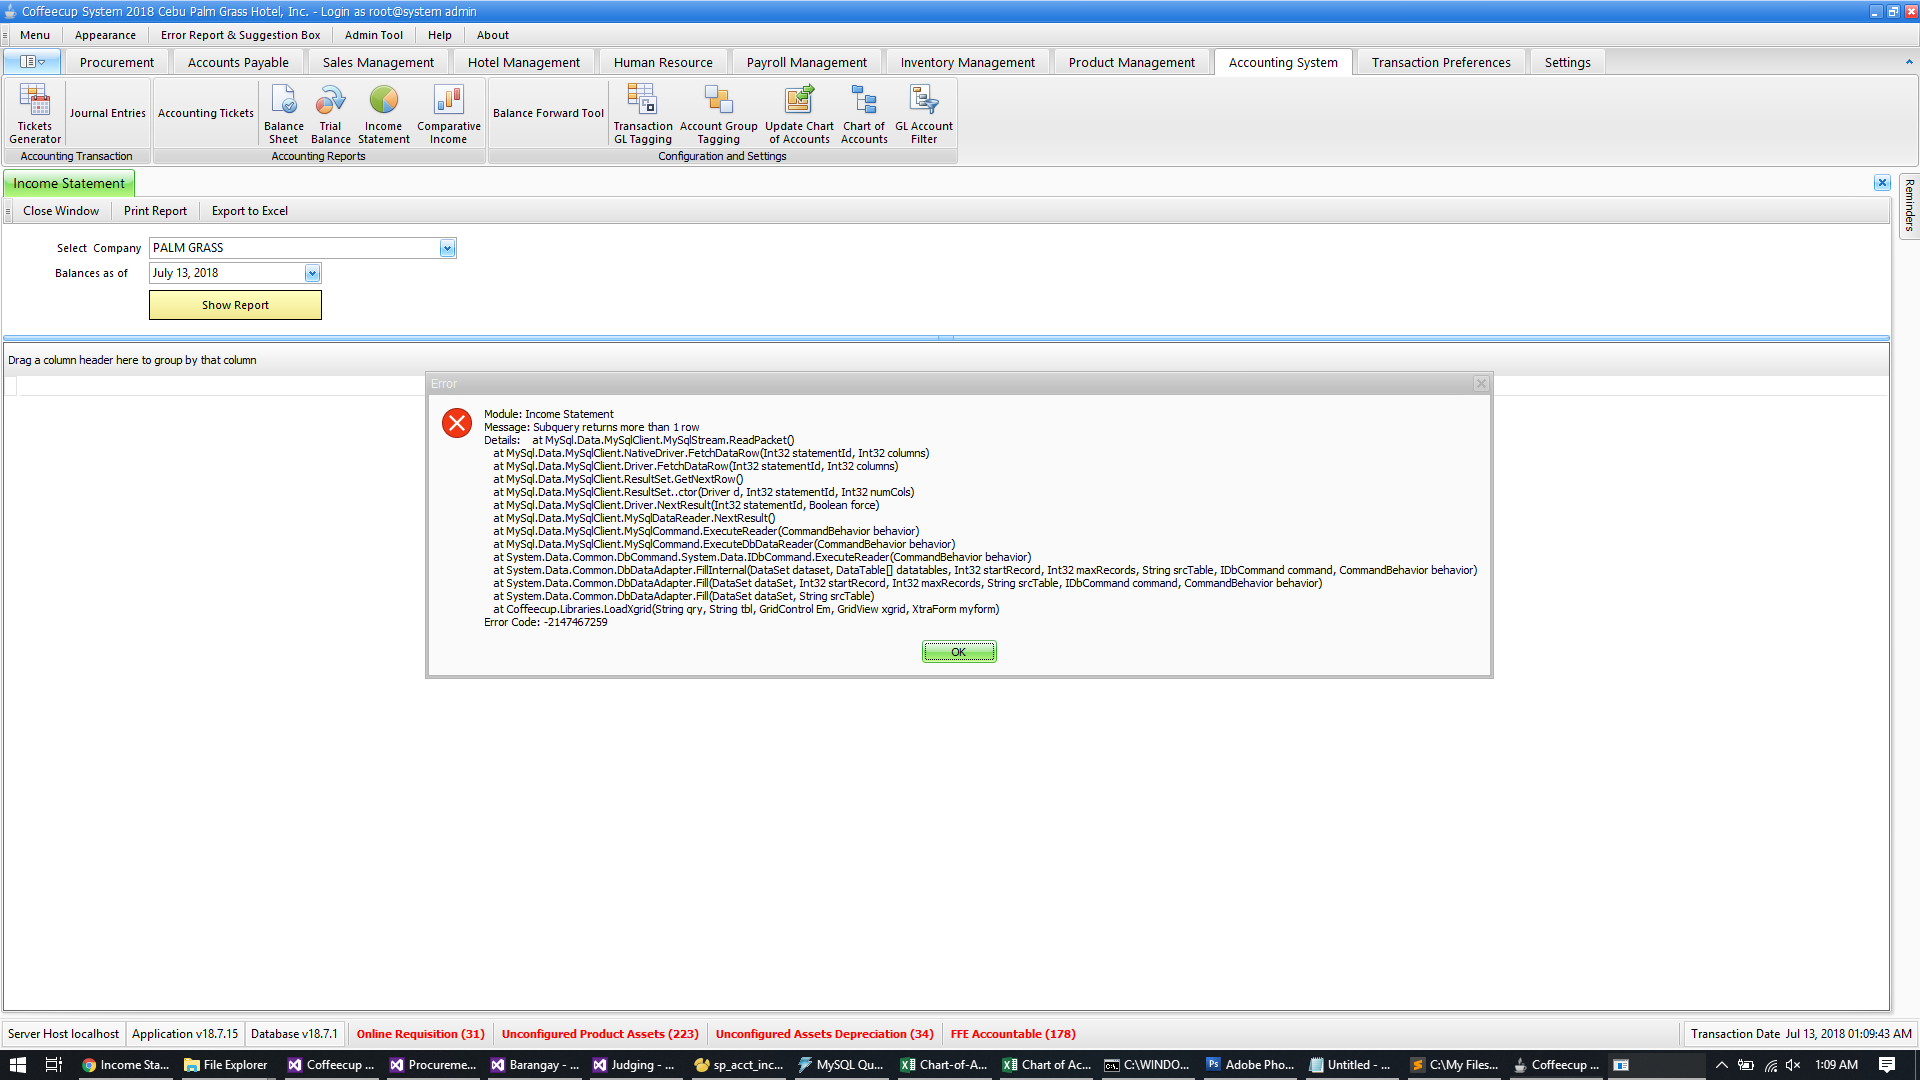 Coffeecup System 2018 Cebu Palm Grass Hotel, Inc. - Login as root@system admin
Menu Appearance Error Report & Suggestion Box Admin Tool Help About
Procurement Accounts Payable Sales Management Hotel Management Human Resource Payroll Management Inventory Management Product Management Accounting System Transaction Preferences Settings
Tickets Generator Journal Entries Accounting Tickets Balance Sheet Trial Balance Income Statement Comparative Income Balance Forward Tool Transaction GL Tagging Account Group Tagging Update Chart of Accounts Chart of Accounts GL Account Filter
Accounting Transaction Accounting Reports Configuration and Settings
Income Statement
Reminders
Close Window Print Report Export to Excel
Select Company PALM GRASS
Balances as of July 13, 2018
Show Report
Drag a column header here to group by that column
Error
Module: Income Statement
Message: Subquery returns more than 1 row
Details: at MySql.Data.MySqlClient.MySqlStream.ReadPacket()
at MySql.Data.MySqlClient.NativeDriver.FetchDataRow(Int32 statementId, Int32 columns)
at MySql.Data.MySqlClient.Driver.FetchDataRow(Int32 statementId, Int32 columns)
at MySql.Data.MySqlClient.ResultSet.GetNextRow()
at MySql.Data.MySqlClient.ResultSet..ctor(Driver d, Int32 statementId, Int32 numCols)
at MySql.Data.MySqlClient.Driver.NextResult(Int32 statementId, Boolean force)
at MySql.Data.MySqlClient.MySqlDataReader.NextResult()
at MySql.Data.MySqlClient.MySqlCommand.ExecuteReader(CommandBehavior behavior)
at MySql.Data.MySqlClient.MySqlCommand.ExecuteDbDataReader(CommandBehavior behavior)
at System.Data.Common.DbCommand.System.Data.IDbCommand.ExecuteReader(CommandBehavior behavior)
at System.Data.Common.DbDataAdapter.FillInternal(DataSet dataset, DataTable[] datatables, Int32 startRecord, Int32 maxRecords, String srcTable, IDbCommand command, CommandBehavior behavior)
at System.Data.Common.DbDataAdapter.Fill(DataSet dataSet, Int32 startRecord, Int32 maxRecords, String srcTable, IDbCommand command, CommandBehavior behavior)
at System.Data.Common.DbDataAdapter.Fill(DataSet dataSet, String srcTable)
at Coffeecup.Libraries.LoadXgrid(String qry, String tbl, GridControl Em, GridView xgrid, XtraForm myform)
Error Code: -2147467259
OK
Server Host localhost Application v18.7.15 Database v18.7.1 Online Requisition (31) Unconfigured Product Assets (223) Unconfigured Assets Depreciation (34) FFE Accountable (178) Transaction Date Jul 13, 2018 01:09:43 AM
Income Sta... File Explorer Coffeecup ... Procureme... Barangay - ... Judging - ... sp_acct_inc... MySQL Qu... Chart-of-A... Chart of Ac... C:\WINDO... Adobe Pho... Untitled - ... C:\My Files... Coffeecup ... 1:09 AM